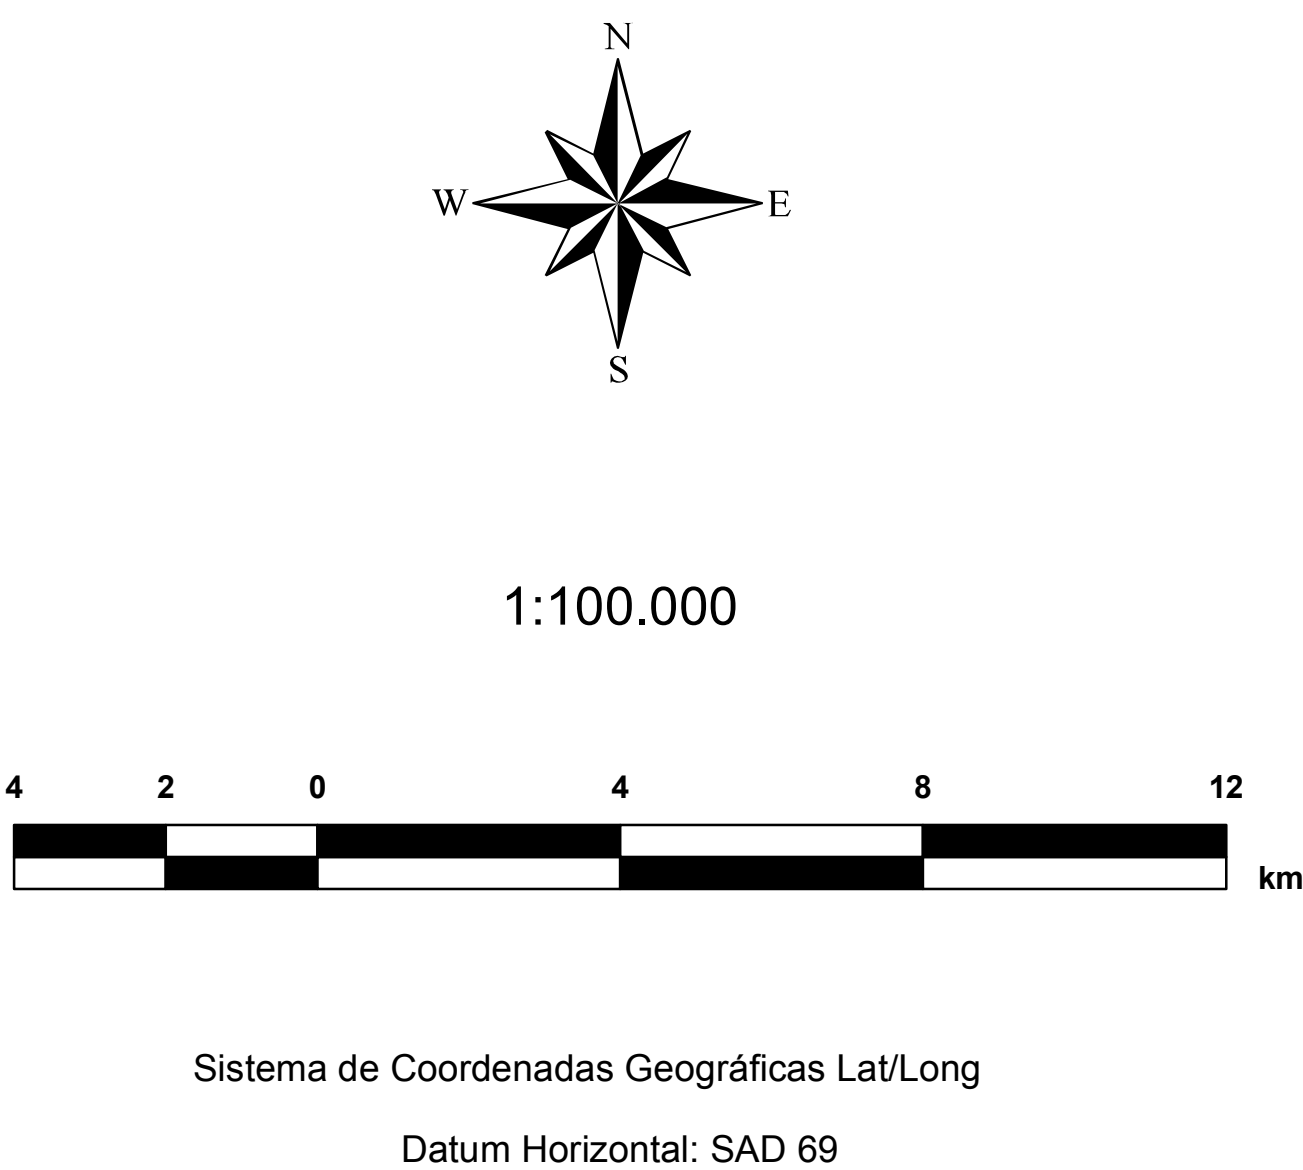 N
W E
S
1:100.000
4 2 0 4 8 12
km
Sistema de Coordenadas Geográficas Lat/Long
Datum Horizontal: SAD 69